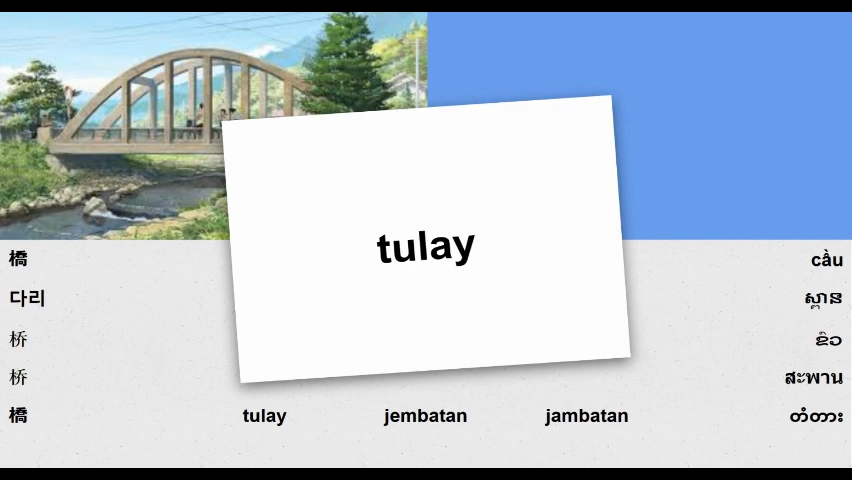 tulay
橋
cầu
다리
ស្ពាន
桥
ຂົວ
桥
สะพาน
橋
tulay
jembatan
jambatan
တံတား